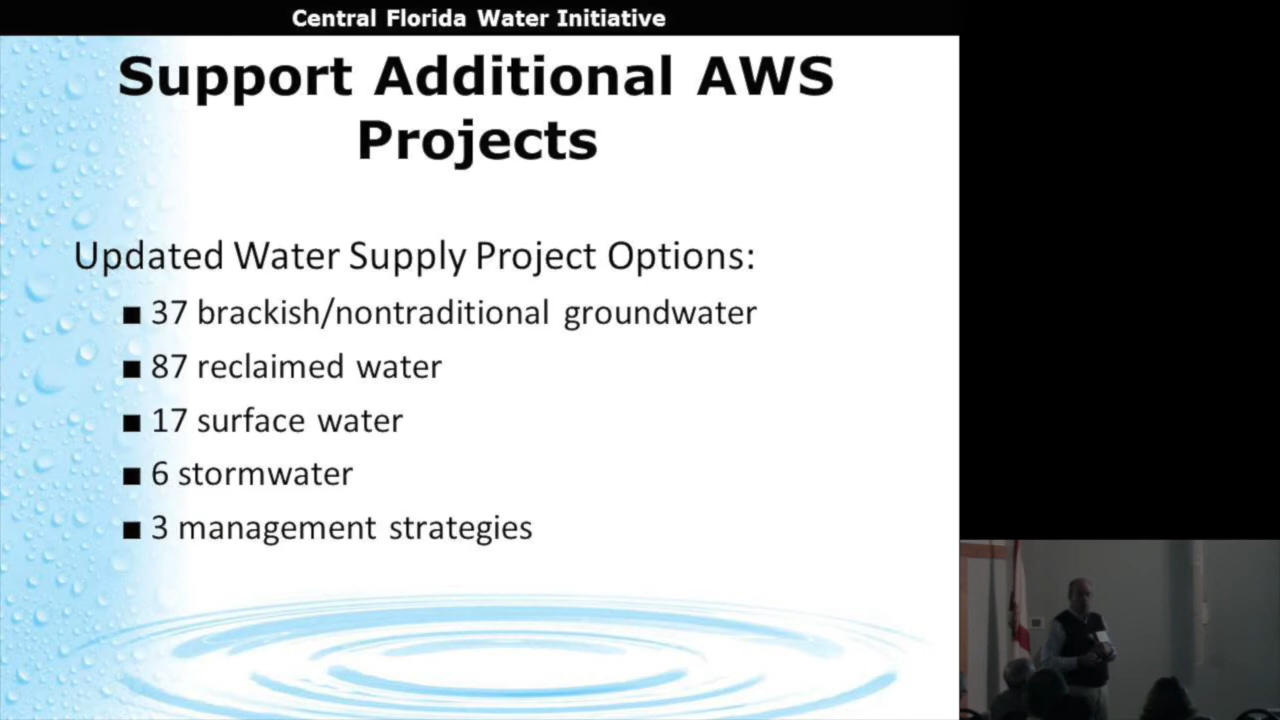 Central Florida Water Initiative
Support Additional AWS
Projects
Updated Water Supply Project Options:
■ 37 brackish/nontraditional groundwater
■ 87 reclaimed water
■ 17 surface water
■ 6 stormwater
■ 3 management strategies